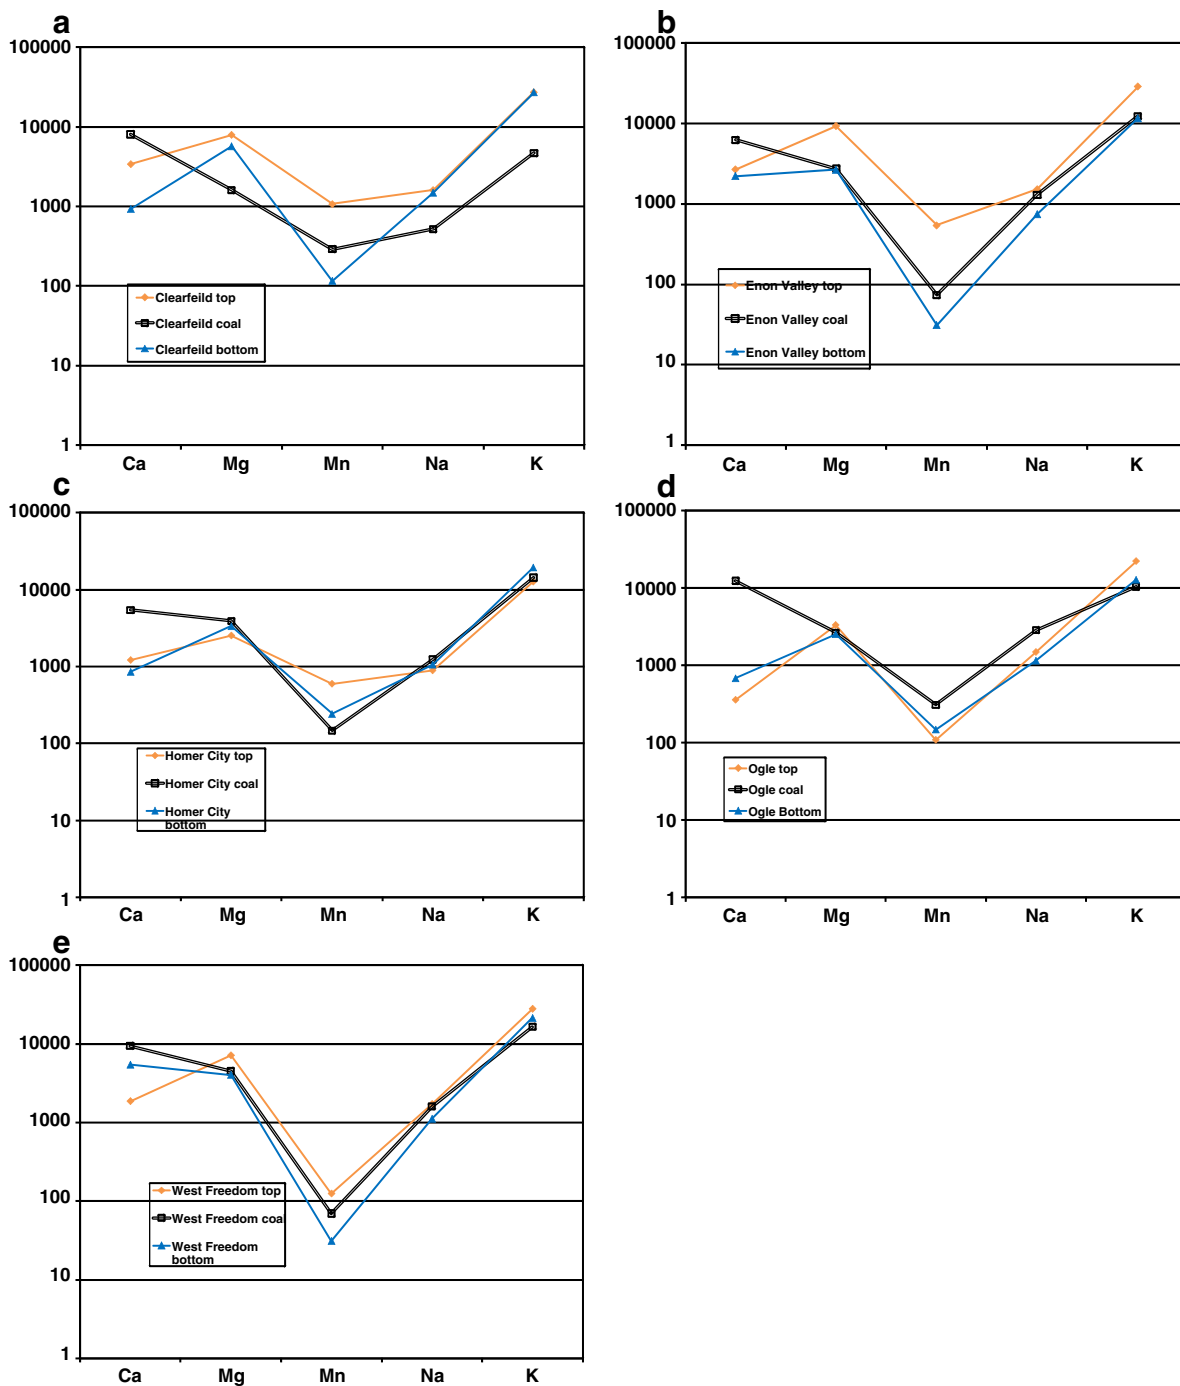 a
100000
10000
1000
100
10
1
Clearfeild top
Clearfeild coal
Clearfeild bottom
Ca Mg Mn Na K
b
100000
10000
1000
100
10
1
Enon Valley top
Enon Valley coal
Enon Valley bottom
Ca Mg Mn Na K
c
100000
10000
1000
100
10
1
Homer City top
Homer City coal
Homer City
bottom
Ca Mg Mn Na K
d
100000
10000
1000
100
10
1
Ogle top
Ogle coal
Ogle Bottom
Ca Mg Mn Na K
e
100000
10000
1000
100
10
1
West Freedom top
West Freedom coal
West Freedom
bottom
Ca Mg Mn Na K